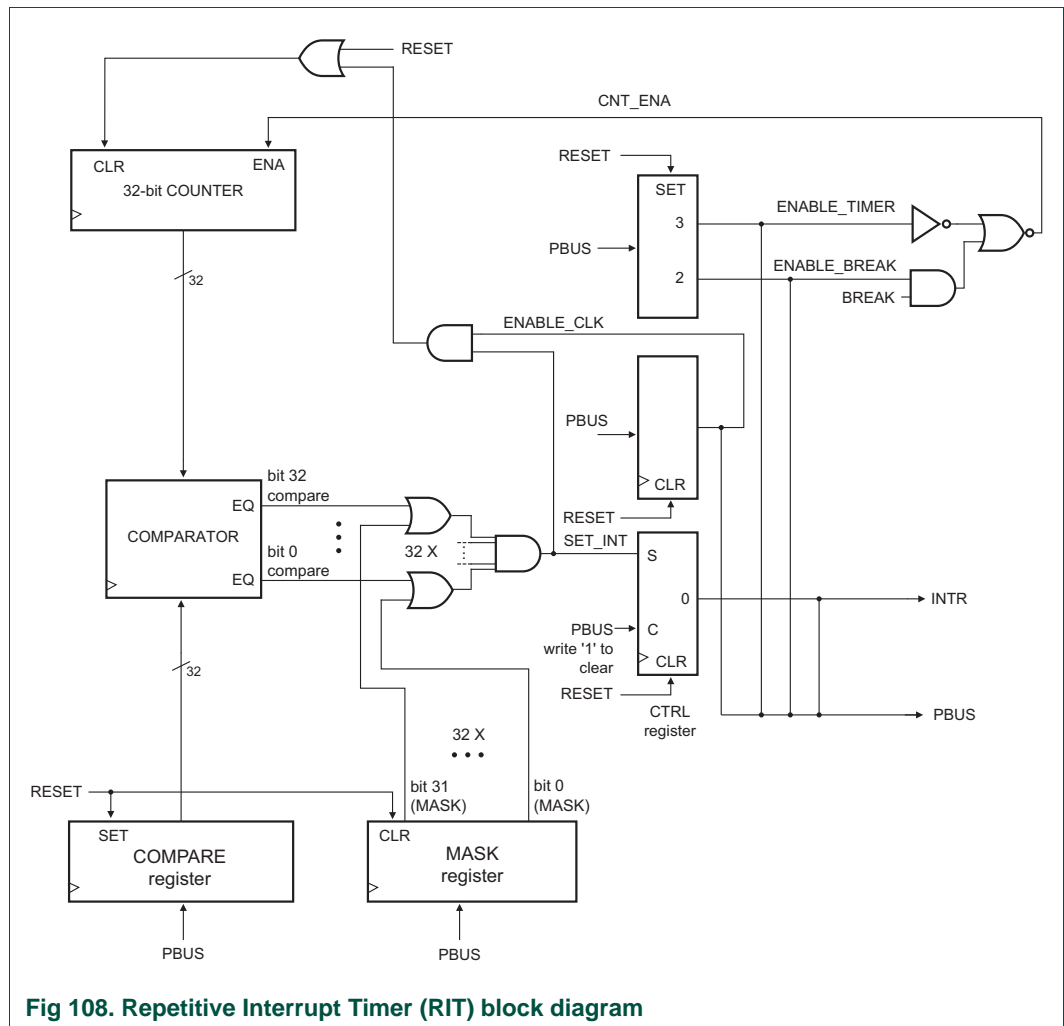 RESET
CNT_ENA
CLR
ENA
32-bit COUNTER
RESET
SET
3
ENABLE_TIMER
PBUS
2
ENABLE_BREAK
BREAK
32
ENABLE_CLK
PBUS
CLR
RESET
bit 32
compare
EQ
COMPARATOR
32 X
bit 0
compare
EQ
SET_INT
S
0
INTR
PBUS
write '1' to
clear
C
CLR
RESET
CTRL
register
PBUS
32
32 X
RESET
bit 31
(MASK)
bit 0
(MASK)
SET
COMPARE
register
CLR
MASK
register
PBUS
PBUS
Fig 108. Repetitive Interrupt Timer (RIT) block diagram